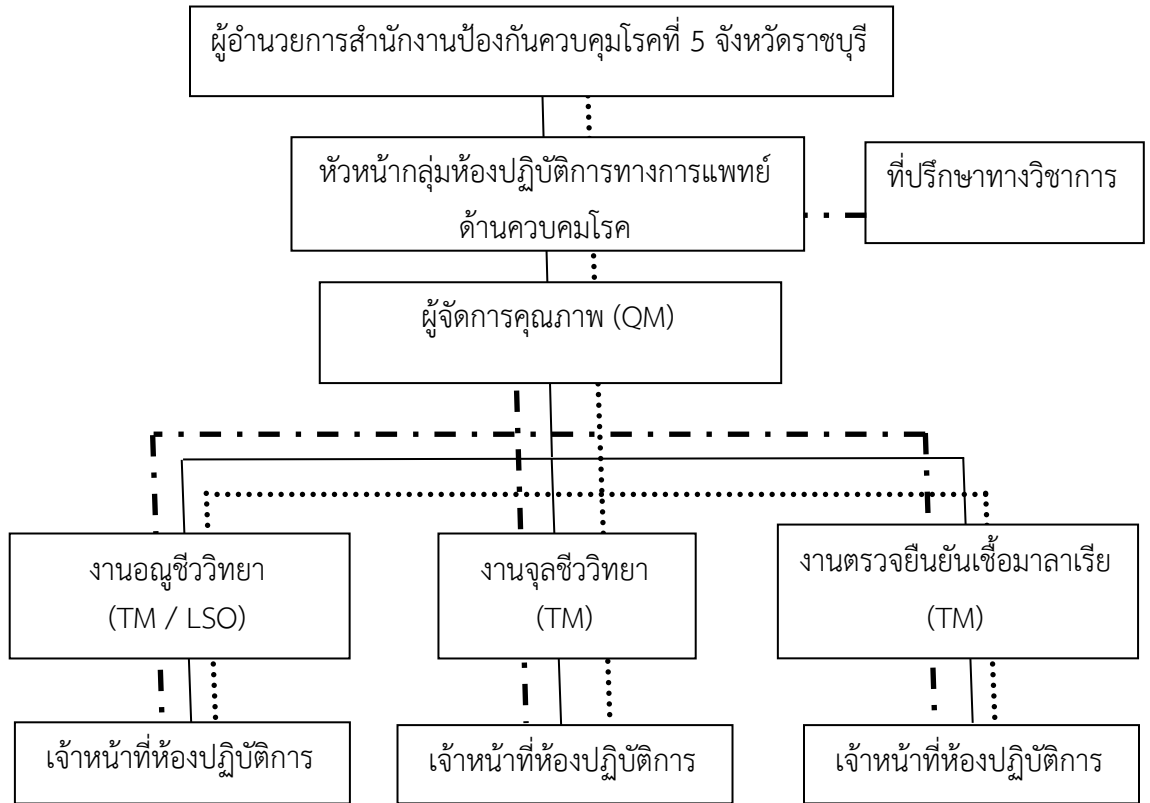 ผู้อำนวยการสำนักงานป้องกันควบคุมโรคที่ 5 จังหวัดราชบุรี
หัวหน้ากลุ่มห้องปฏิบัติการทางการแพทย์
ด้านควบคมโรค
ที่ปรึกษาทางวิชาการ
ผู้จัดการคุณภาพ (QM)
งานอณูชีววิทยา
(TM / LSO)
งานจุลชีววิทยา
(TM)
งานตรวจยืนยันเชื้อมาลาเรีย
(TM)
เจ้าหน้าที่ห้องปฏิบัติการ
เจ้าหน้าที่ห้องปฏิบัติการ
เจ้าหน้าที่ห้องปฏิบัติการ